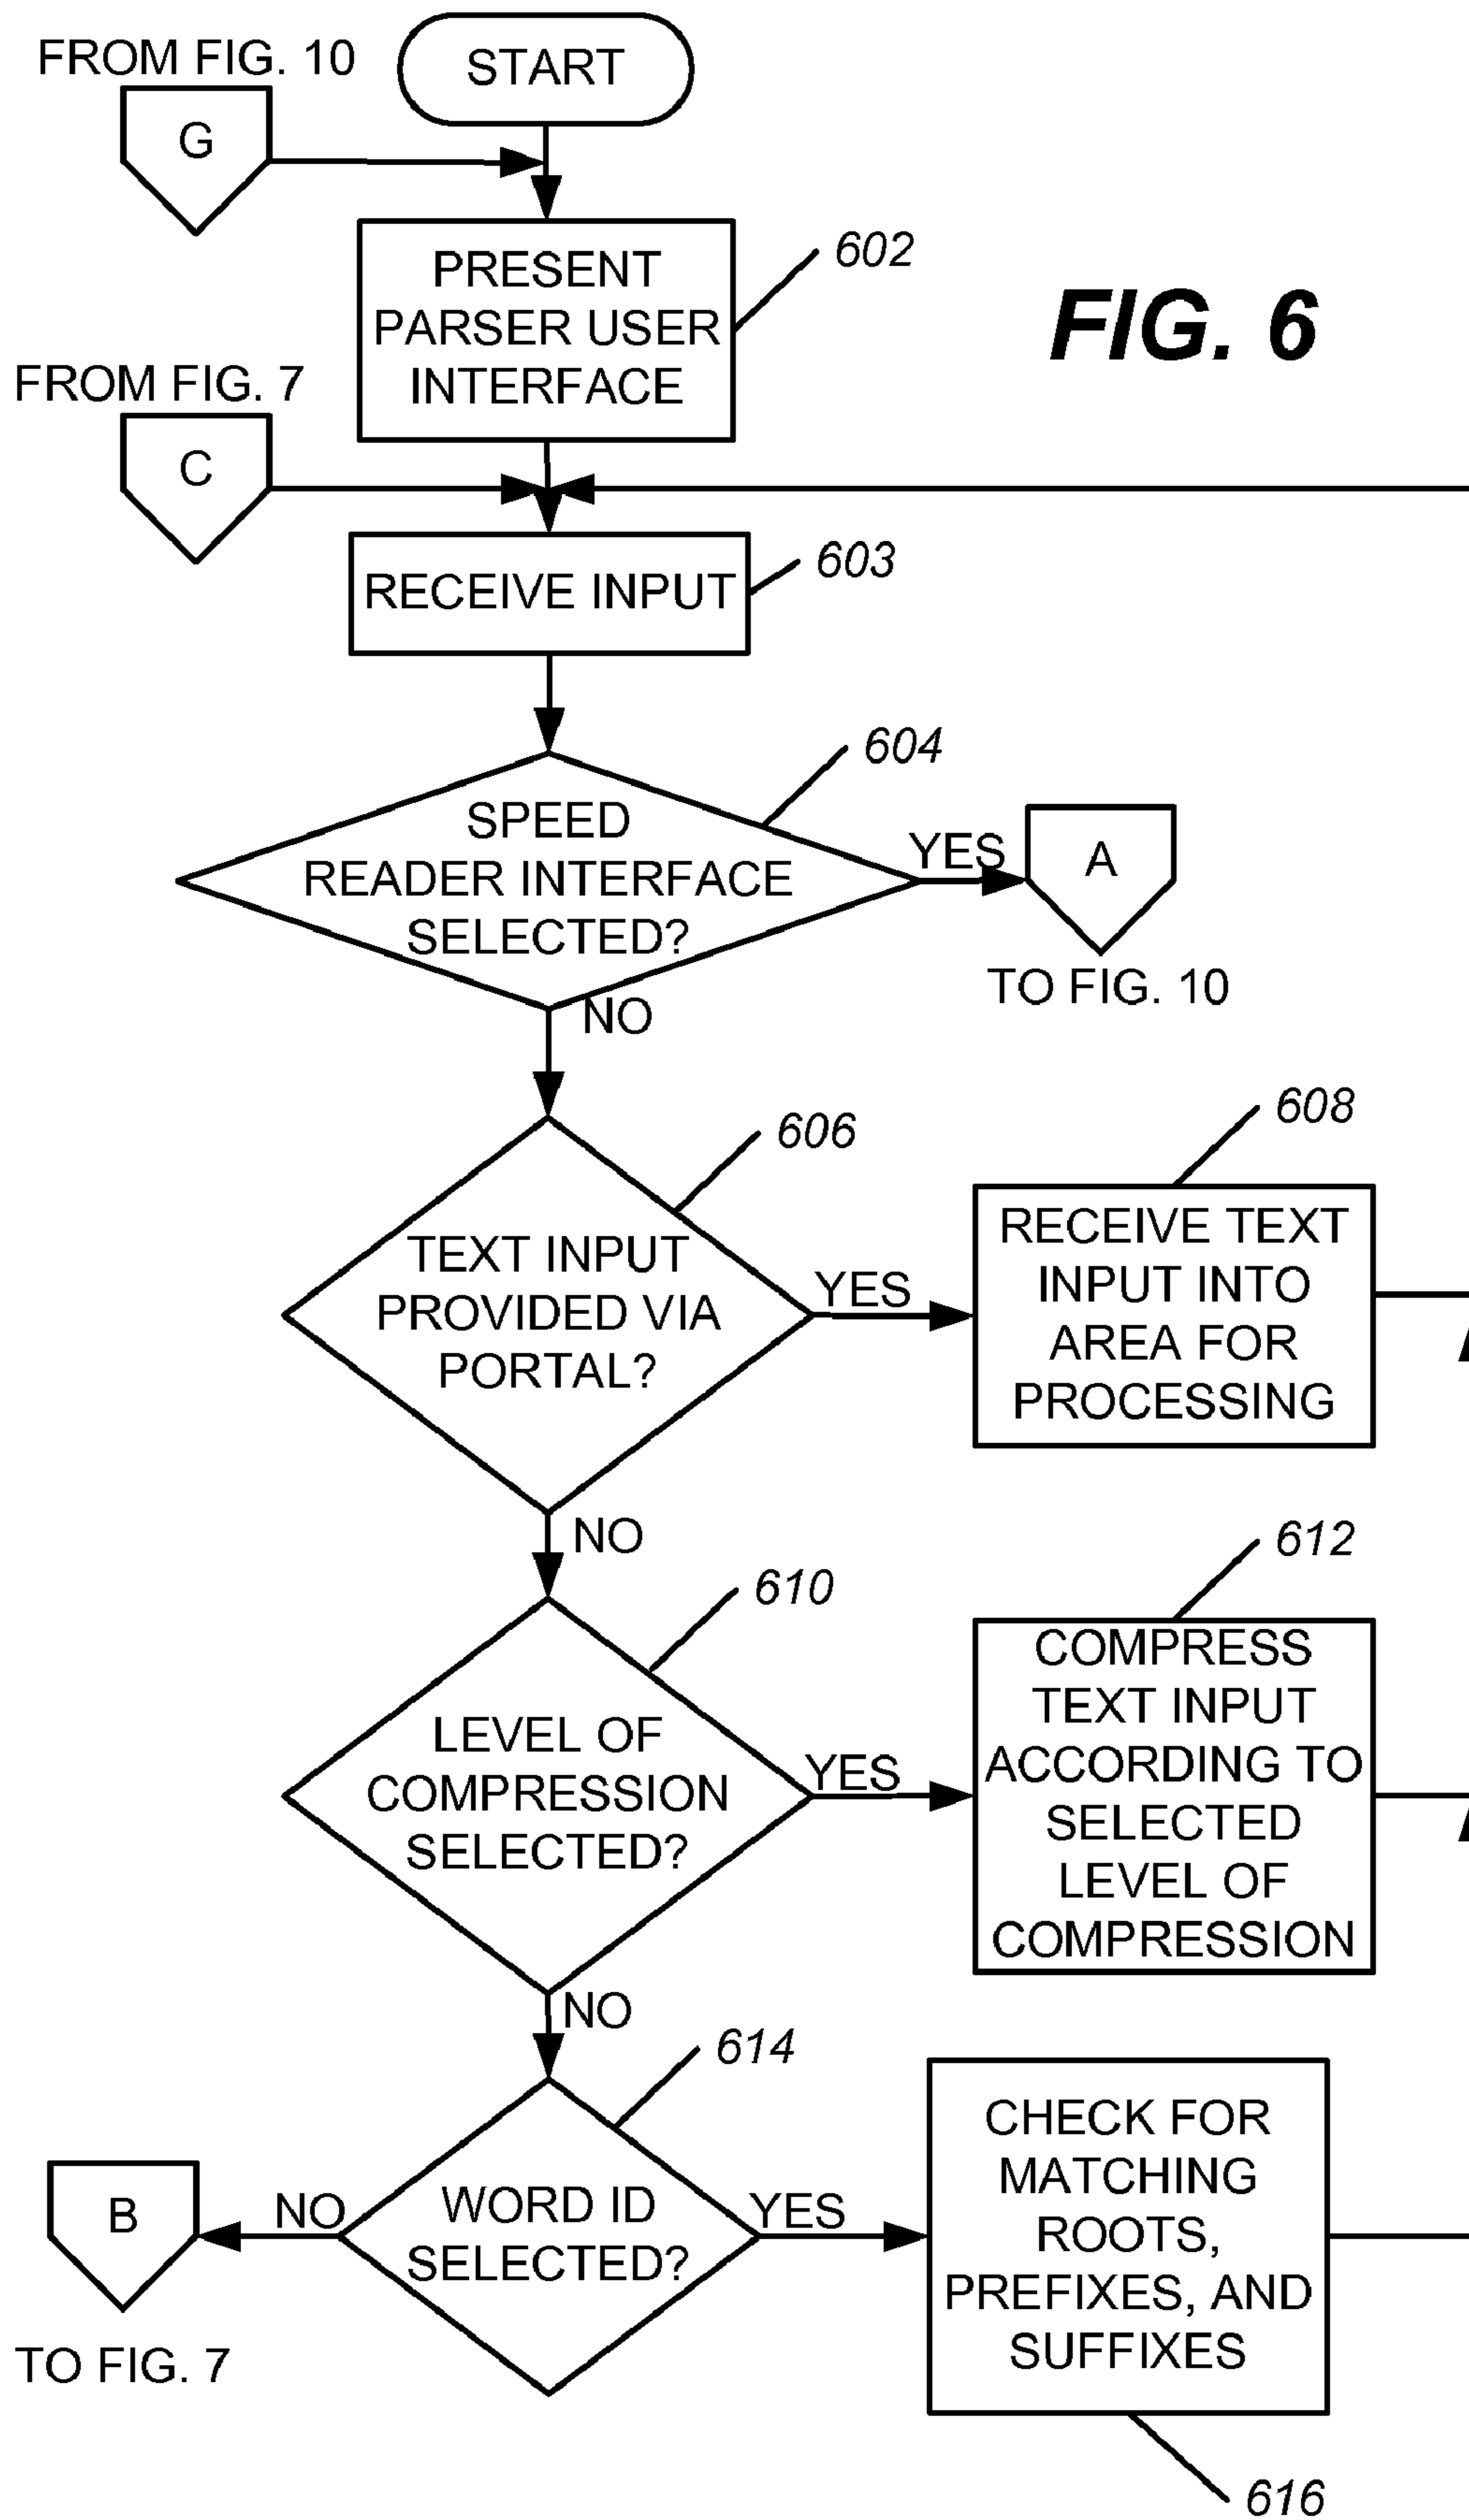 FROM FIG. 10
START
G
PRESENT
PARSER USER
INTERFACE
602
FIG. 6
FROM FIG. 7
C
RECEIVE INPUT
603
604
SPEED
READER INTERFACE
SELECTED?
YES
A
TO FIG. 10
NO
606
TEXT INPUT
PROVIDED VIA
PORTAL?
YES
608
RECEIVE TEXT
INPUT INTO
AREA FOR
PROCESSING
NO
610
LEVEL OF
COMPRESSION
SELECTED?
YES
612
COMPRESS
TEXT INPUT
ACCORDING TO
SELECTED
LEVEL OF
COMPRESSION
NO
614
WORD ID
SELECTED?
NO
B
TO FIG. 7
YES
CHECK FOR
MATCHING
ROOTS,
PREFIXES, AND
SUFFIXES
616